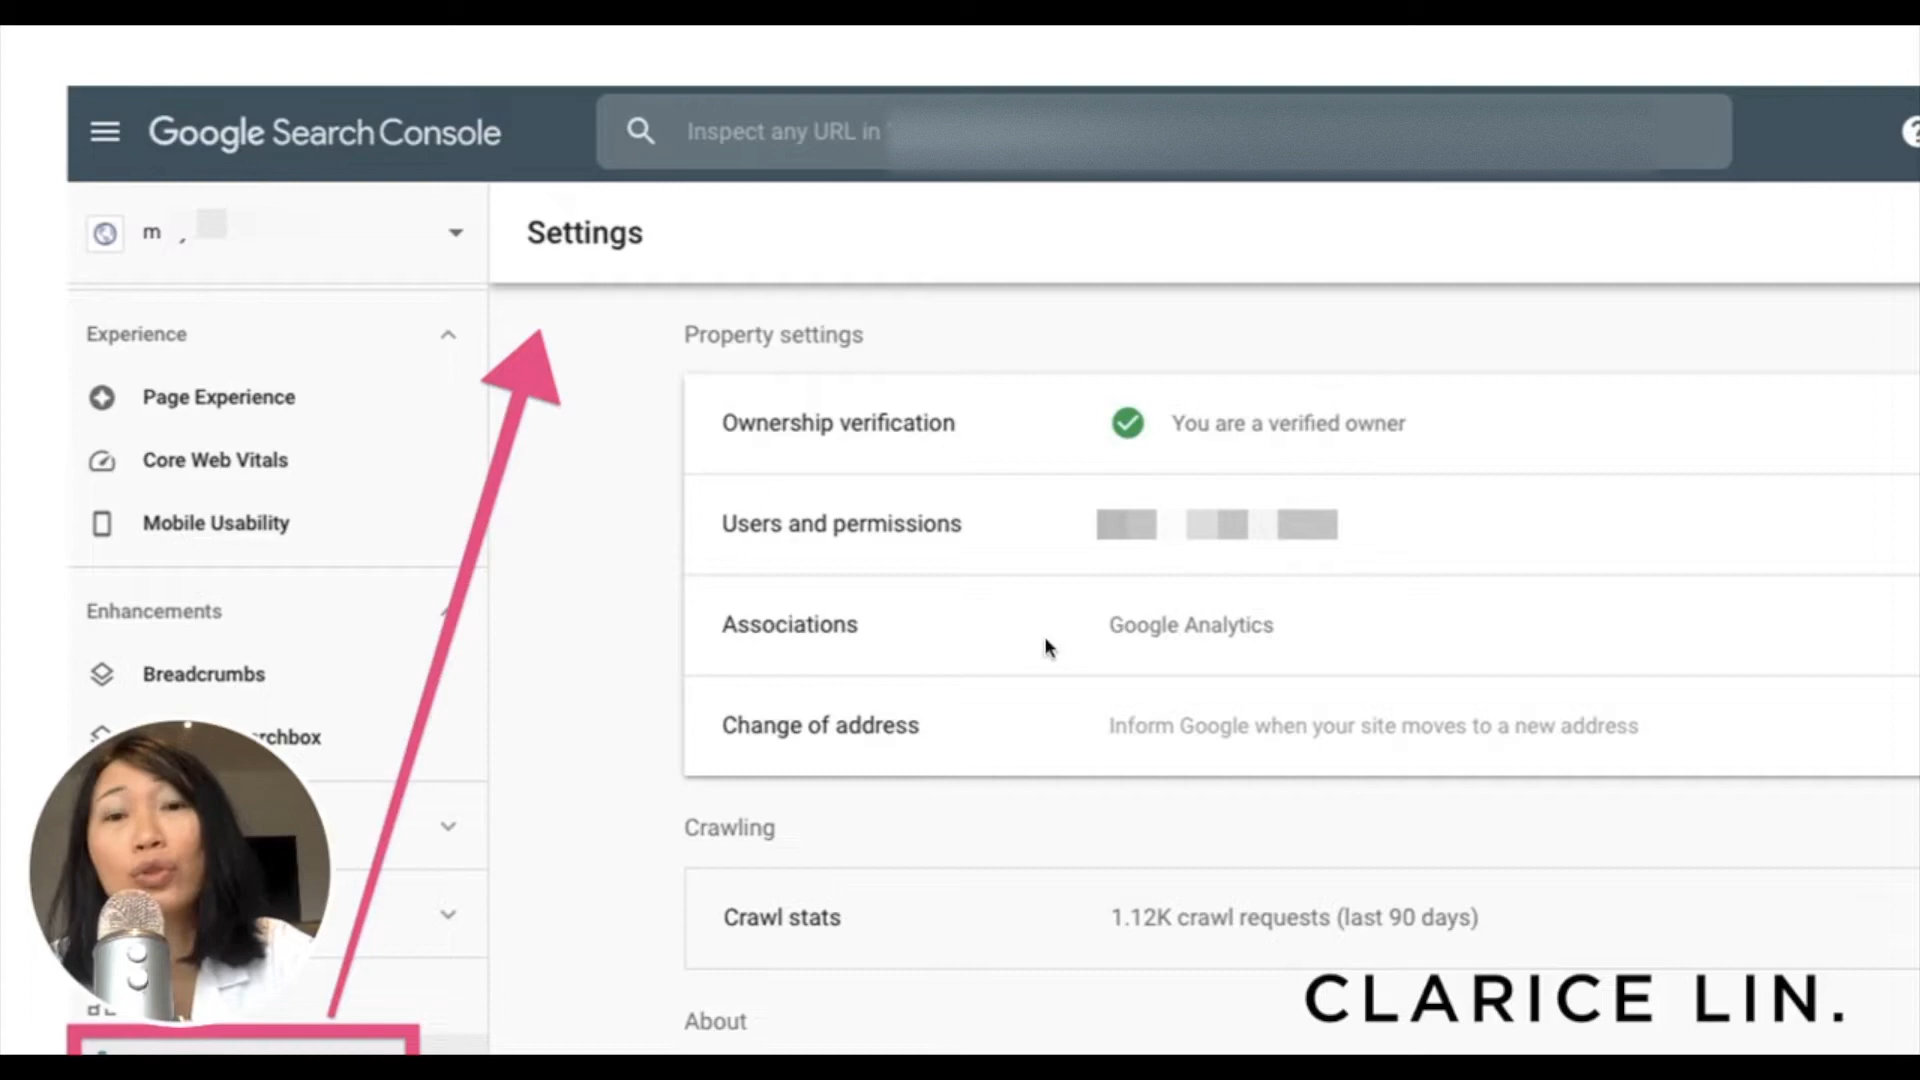 Google Search Console
Inspect any URL in
m
Settings
Experience
Page Experience
Core Web Vitals
Mobile Usability
Enhancements
Breadcrumbs
Property settings
Ownership verification
You are a verified owner
Users and permissions
Associations
Google Analytics
Change of address
Inform Google when your site moves to a new address
Crawling
Crawl stats
1.12K crawl requests (last 90 days)
About
CLARICE LIN.